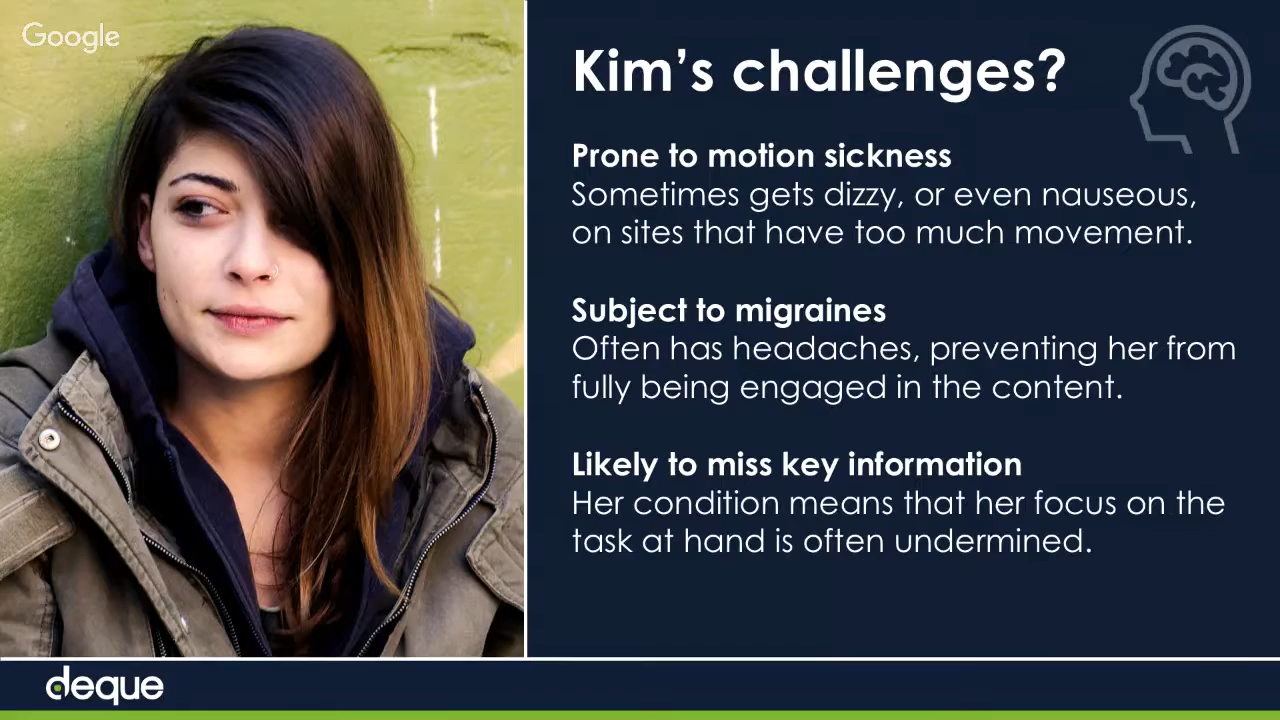 Google
Kim's challenges?
Prone to motion sickness
Sometimes gets dizzy, or even nauseous,
on sites that have too much movement.
Subject to migraines
Often has headaches, preventing her from
fully being engaged in the content.
Likely to miss key information
Her condition means that her focus on the
task at hand is often undermined.
deque